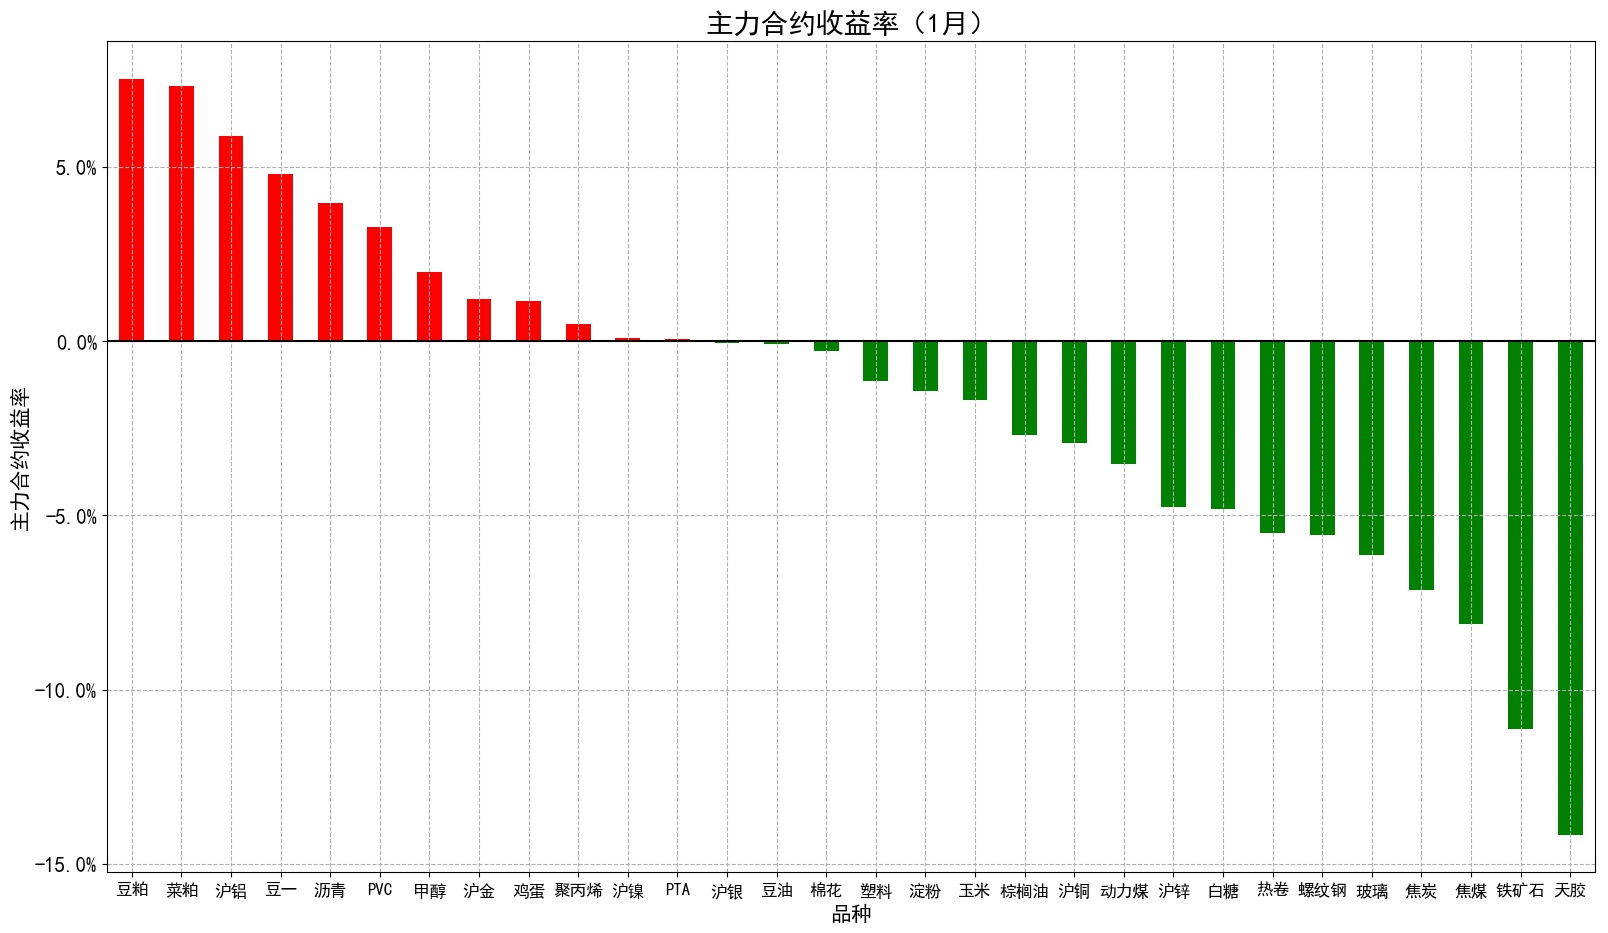 主力合约收益率（1月）
主力合约收益率
5.0%
0.0%
−5.0%
−10.0%
−15.0%
豆粕 菜粕 沪铝 豆一 沥青 PVC 甲醇 沪金 鸡蛋 聚丙烯 沪镍 PTA 沪银 豆油 棉花 塑料 淀粉 玉米 棕榈油 沪铜 动力煤 沪锌 白糖 热卷 螺纹钢 玻璃 焦炭 焦煤 铁矿石 天胶
品种